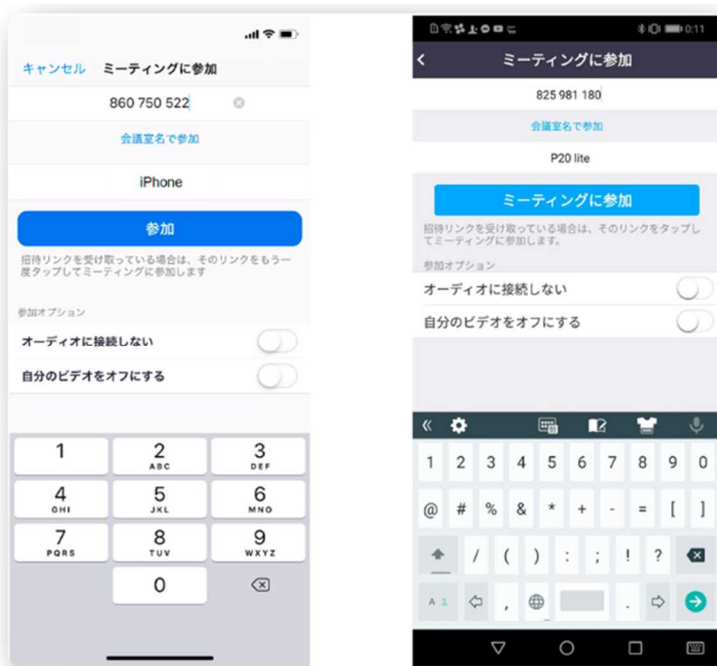 キャンセル ミーティングに参加
860 750 522
会議室名で参加
iPhone
参加
招待リンクを受け取っている場合は、そのリンクをもう一
度タップしてミーティングに参加します
参加オプション
オーディオに接続しない
自分のビデオをオフにする
1 2 3
ABC DEF
4 5 6
GHI JKL MNO
7 8 9
PQRS TUV WXYZ
0
0:11
ミーティングに参加
825 981 180
会議室名で参加
P20 lite
ミーティングに参加
招待リンクを受け取っている場合は、そのリンクをタップし
てミーティングに参加します。
参加オプション
オーディオに接続しない
自分のビデオをオフにする
1 2 3 4 5 6 7 8 9 0
@ # % & * + - = [ ]
/ ( ) : ; ! ?
A 1 , .